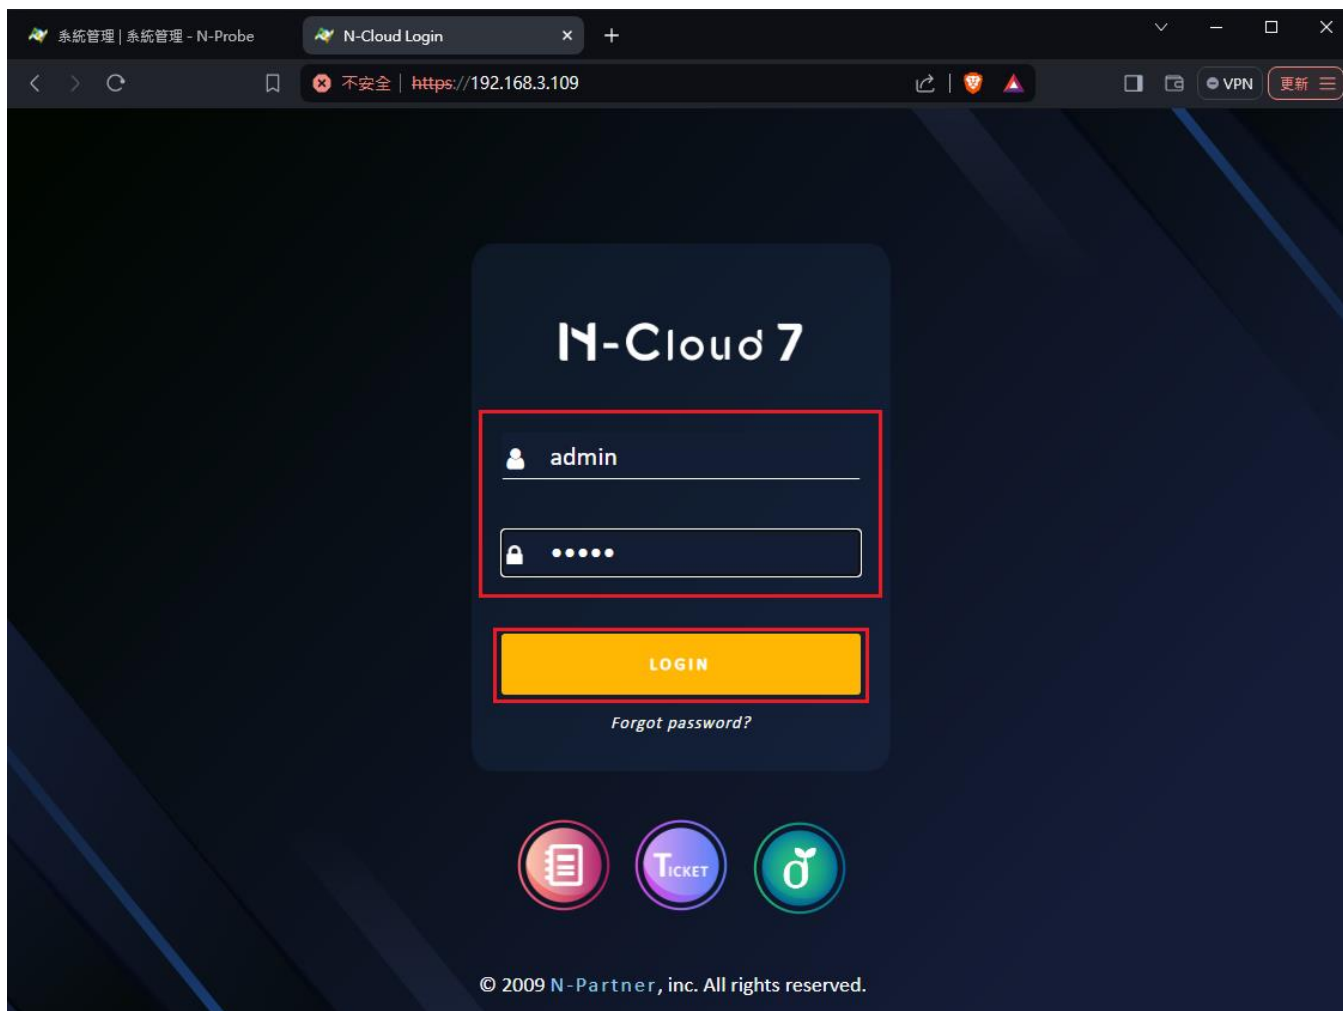 系統管理 | 系統管理 - N-Probe
N-Cloud Login
不安全 | https://192.168.3.109
VPN
更新
N-Cloud 7
admin
•••••
LOGIN
Forgot password?
TICKET
© 2009 N-Partner, inc. All rights reserved.